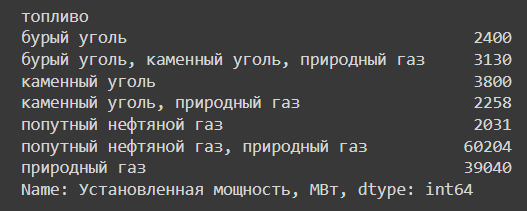 топливо
бурый уголь 2400
бурый уголь, каменный уголь, природный газ 3130
каменный уголь 3800
каменный уголь, природный газ 2258
попутный нефтяной газ 2031
попутный нефтяной газ, природный газ 60204
природный газ 39040
Name: Установленная мощность, МВт, dtype: int64